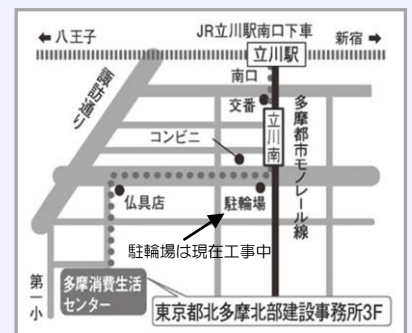 JR立川駅南口下車
← 八王子
新宿 →
立川駅
南口
諏訪通り
交番
立川南
多摩都市モノレール線
コンビニ
仏具店
駐輪場
駐輪場は現在工事中
第一小
多摩消費生活
センター
東京都北多摩北部建設事務所3F